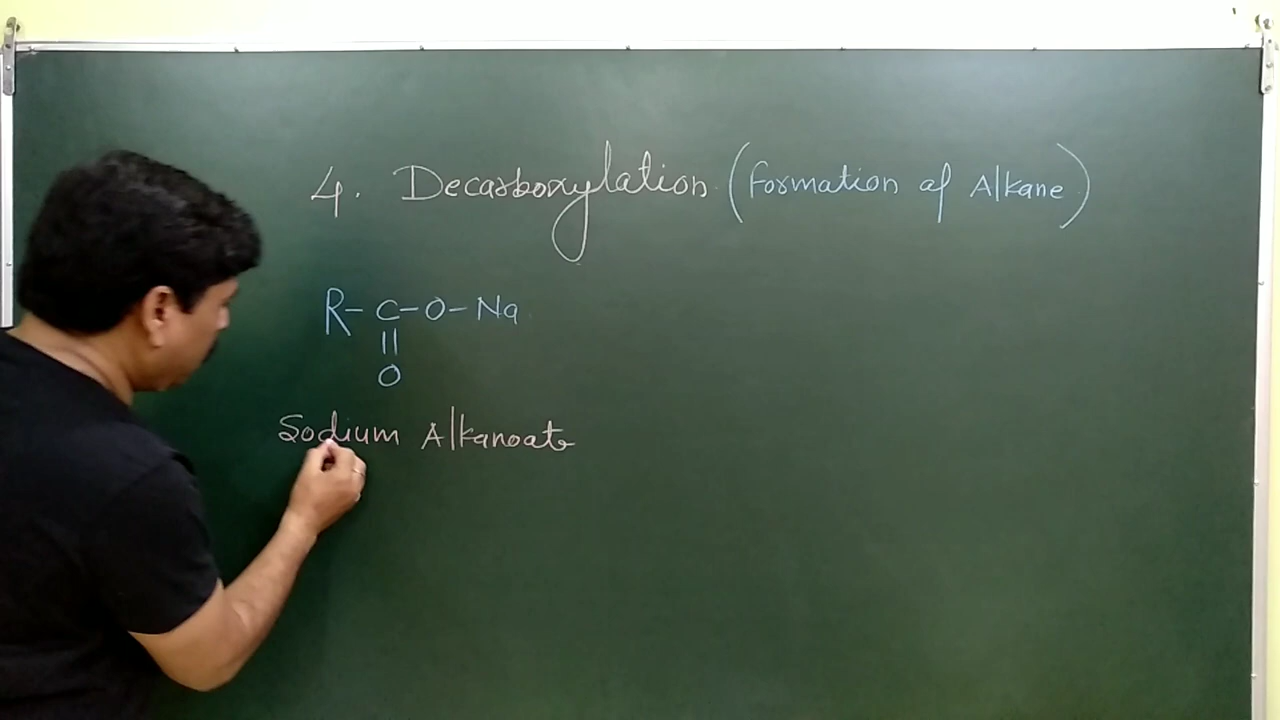 4. Decarboxylation (Formation of Alkane)
R-C-O-Na
||
O
Sodium Alkanoate